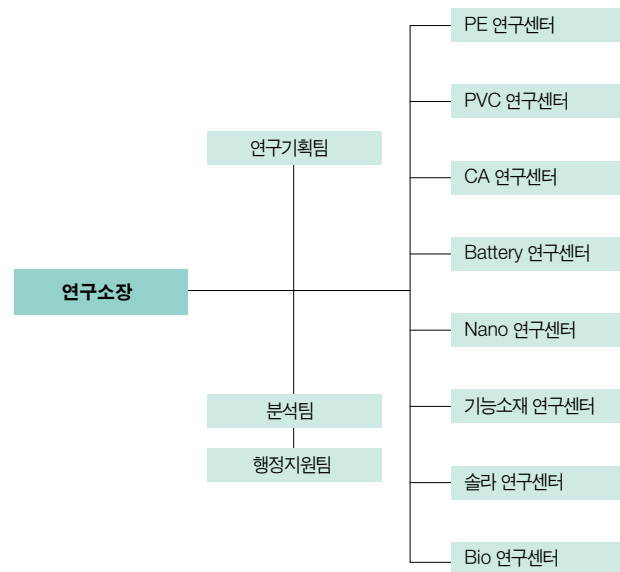 연구소장
연구기획팀
분석팀
행정지원팀
PE 연구센터
PVC 연구센터
CA 연구센터
Battery 연구센터
Nano 연구센터
기능소재 연구센터
솔라 연구센터
Bio 연구센터